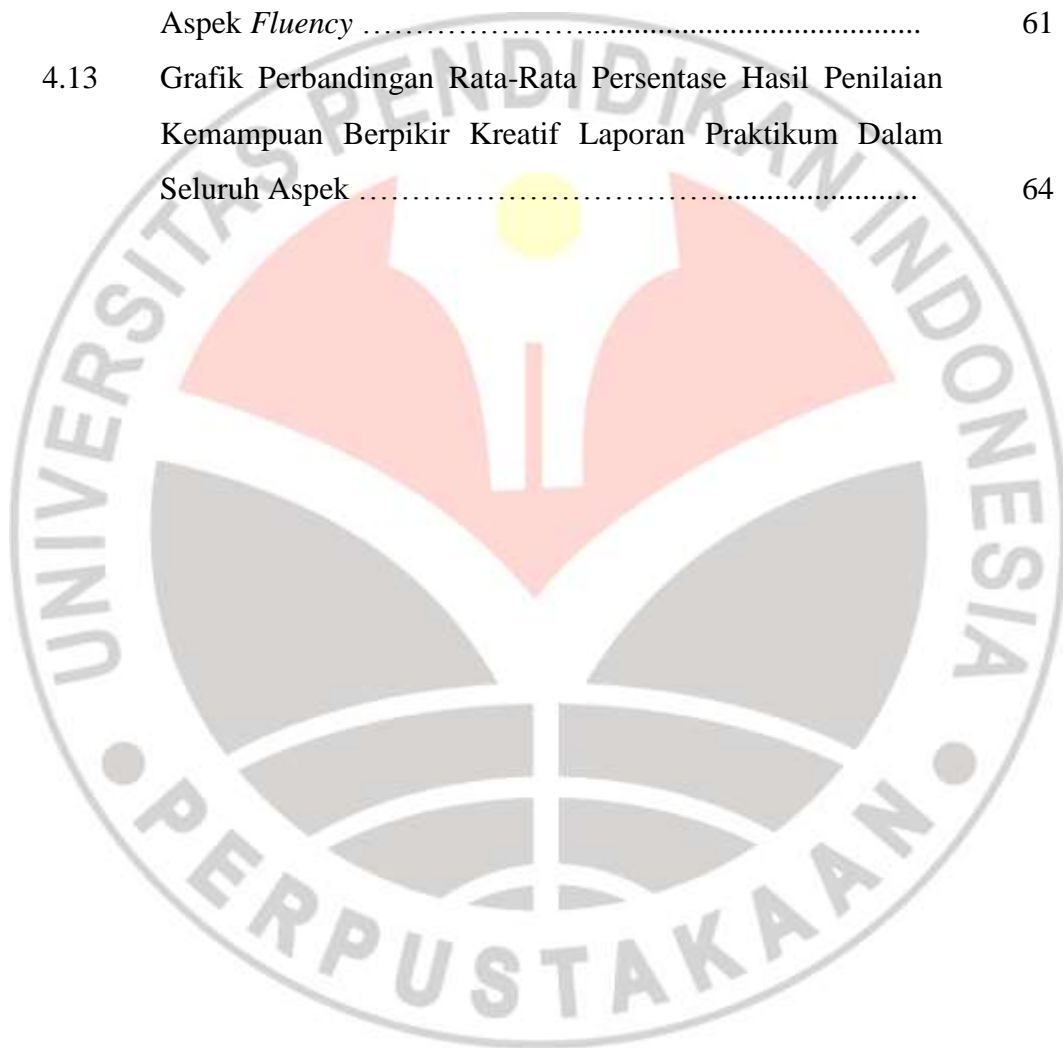 Aspek Fluency …………………....................................... 61
4.13 Grafik Perbandingan Rata-Rata Persentase Hasil Penilaian
Kemampuan Berpikir Kreatif Laporan Praktikum Dalam
Seluruh Aspek ……………………………......................... 64
UNIVERSITAS PENDIDIKAN INDONESIA
PERPUSTAKAAN